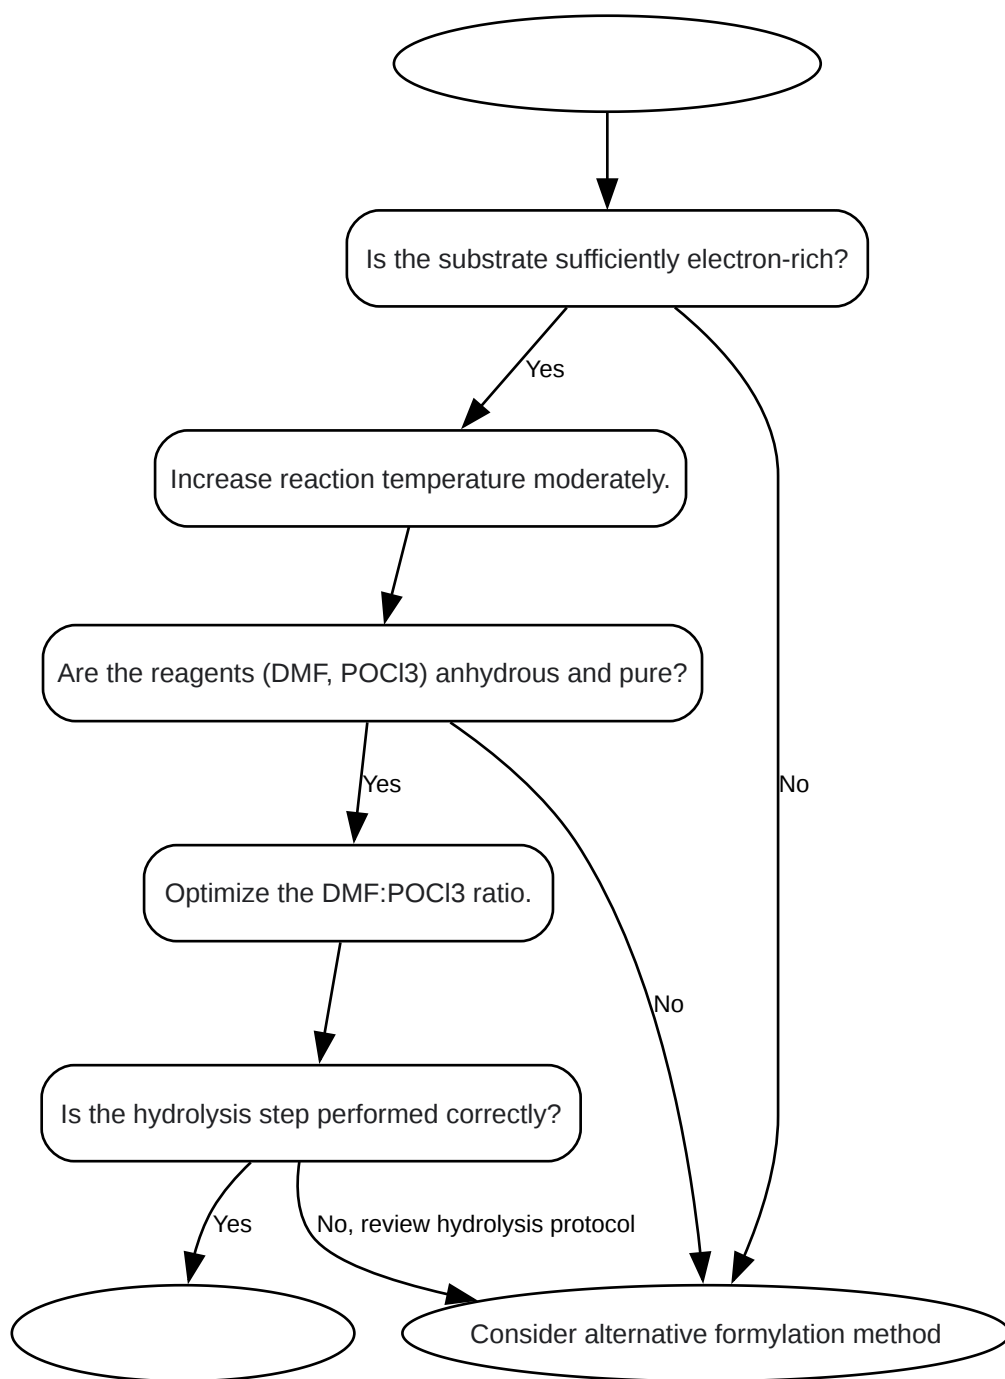 Is the substrate sufficiently electron-rich?
Yes
Increase reaction temperature moderately.
Are the reagents (DMF, POCl3) anhydrous and pure?
Yes
No
Optimize the DMF:POCl3 ratio.
No
Is the hydrolysis step performed correctly?
Yes
No, review hydrolysis protocol
Consider alternative formylation method